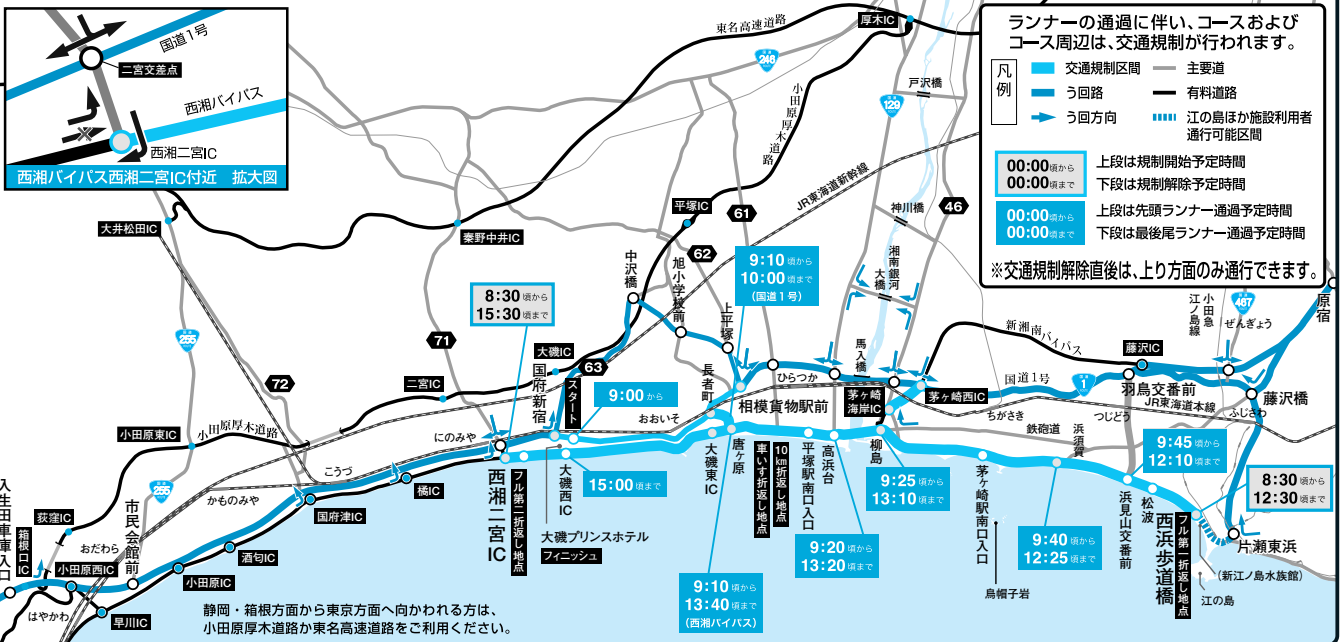 国道1号
二宮交差点
西湘バイパス
西湘二宮IC
西湘バイパス西湘二宮IC付近 拡大図
ランナーの通過に伴い、コースおよび
コース周辺は、交通規制が行われます。
凡例
交通規制区間
主要道
う回路
有料道路
う回方向
江の島ほか施設利用者
通行可能区間
00:00頃から
00:00頃まで
上段は規制開始予定時間
下段は規制解除予定時間
00:00頃から
00:00頃まで
上段は先頭ランナー通過予定時間
下段は最後尾ランナー通過予定時間
※交通規制解除直後は、上り方面のみ通行できます。
東名高速道路
厚木IC
246
小田原厚木道路
129
戸沢橋
JR東海道新幹線
神川橋
46
61
平塚IC
62
湘南銀河大橋
大井松田IC
秦野中井IC
中沢橋
旭小学校前
上平塚
9:10頃から
10:00頃まで
(国道1号)
8:30頃から
15:30頃まで
71
255
72
大磯IC
63
国府新宿
スタート
9:00から
二宮IC
長者町
おおいそ
ひらつか
馬入橋
相模貨物駅前
茅ヶ崎
海岸IC
茅ヶ崎西IC
新湘南バイパス
国道1号
1
藤沢IC
羽鳥交番前
JR東海道本線
小田急
江ノ島線
467
ぜんぎょう
原宿
藤沢橋
ふじさわ
つじどう
ちがさき
鉄砲道
浜須賀
小田原東IC
小田原厚木道路
にのみや
こうづ
西湘二宮IC
フル第二折返し地点
大磯西IC
15:00頃まで
大磯プリンスホテル
フィニッシュ
大磯東IC
唐ヶ原
車いす折返し地点
10km折返し地点
平塚駅南口入口
高浜台
柳島
9:25頃から
13:10頃まで
茅ヶ崎駅南口入口
9:45頃から
12:10頃まで
8:30頃から
12:30頃まで
浜見山交番前
松波
西浜歩道橋
フル第一折返し地点
片瀬東浜
(新江ノ島水族館)
江の島
9:40頃から
12:25頃まで
烏帽子岩
9:20頃から
13:20頃まで
9:10頃から
13:40頃まで
(西湘バイパス)
橘IC
国府津IC
255
かものみや
市民会館前
酒匂IC
小田原IC
荻窪IC
おだわら
入生田車庫入口
箱根口IC
小田原西IC
はやかわ
早川IC
静岡・箱根方面から東京方面へ向かわれる方は、
小田原厚木道路か東名高速道路をご利用ください。